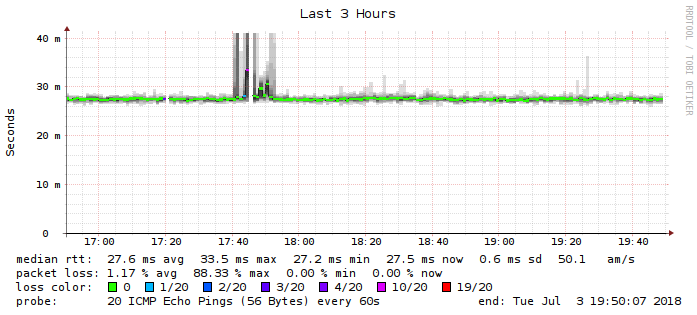 Last 3 Hours
RRDTOOL / TOBI OETIKER
Seconds
40 m
30 m
20 m
10 m
0
17:00 17:20 17:40 18:00 18:20 18:40 19:00 19:20 19:40
median rtt: 27.6 ms avg 33.5 ms max 27.2 ms min 27.5 ms now 0.6 ms sd 50.1 am/s
packet loss: 1.17 % avg 88.33 % max 0.00 % min 0.00 % now
loss color: 0 1/20 2/20 3/20 4/20 10/20 19/20
probe: 20 ICMP Echo Pings (56 Bytes) every 60s end: Tue Jul 3 19:50:07 2018